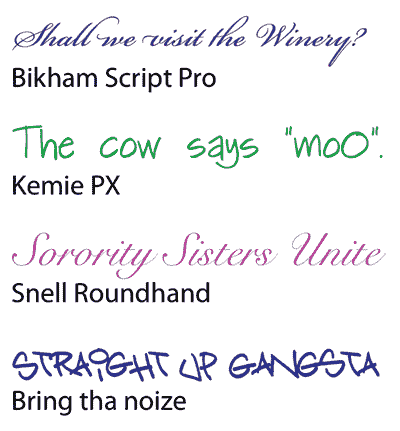 Shall we visit the Winery?
Bikham Script Pro
The cow says "moo".
Kemie PX
Sorority Sisters Unite
Snell Roundhand
STRAiGHT UP GANGSTA
Bring tha noize